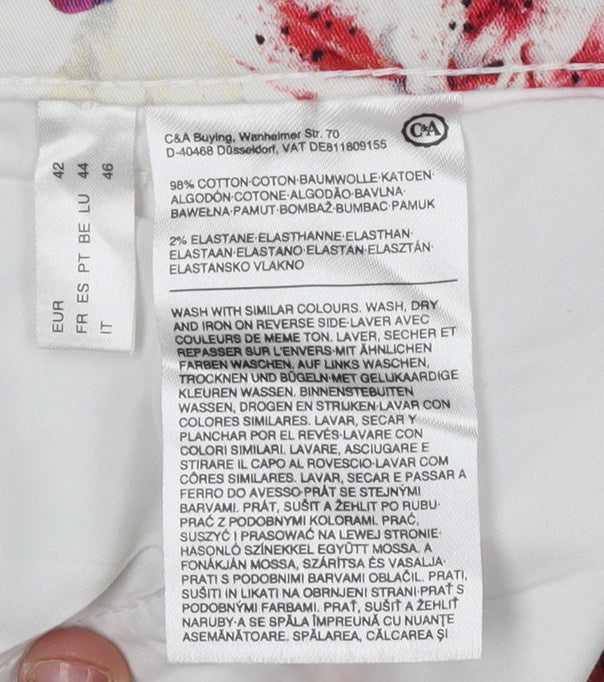 42
44
46
EUR
FR ES PT BE LU
IT
C&A
C&A Buying, Wanheimer Str. 70
D-40468 Düsseldorf, VAT DE811809155
98% COTTON·COTON·BAUMWOLLE·KATOEN·
ALGODÓN·COTONE·ALGODÃO·BAVLNA·
BAWEŁNA·PAMUT·BOMBAŽ·BUMBAC·PAMUK
2% ELASTANE·ELASTHANNE·ELASTHAN·
ELASTAAN·ELASTANO·ELASTAN·ELASZTÁN·
ELASTANSKO VLAKNO
WASH WITH SIMILAR COLOURS. WASH, DRY
AND IRON ON REVERSE SIDE·LAVER AVEC
COULEURS DE MEME TON. LAVER, SECHER ET
REPASSER SUR L'ENVERS·MIT ÄHNLICHEN
FARBEN WASCHEN. AUF LINKS WASCHEN,
TROCKNEN UND BÜGELN·MET GELIJKAARDIGE
KLEUREN WASSEN. BINNENSTEBUITEN
WASSEN, DROGEN EN STRIJKEN·LAVAR CON
COLORES SIMILARES. LAVAR, SECAR Y
PLANCHAR POR EL REVÉS·LAVARE CON
COLORI SIMILARI. LAVARE, ASCIUGARE E
STIRARE IL CAPO AL ROVESCIO·LAVAR COM
CÔRES SIMILARES. LAVAR, SECAR E PASSAR A
FERRO DO AVESSO·PRÁT SE STEJNÝMI
BARVAMI. PRÁT, SUŠIT A ŽEHLIT PO RUBU·
PRAĆ Z PODOBNYMI KOLORAMI. PRAĆ,
SUSZYĆ I PRASOWAĆ NA LEWEJ STRONIE·
HASONLÓ SZÍNEKKEL EGYÜTT MOSSA. A
FONÁKJÁN MOSSA, SZÁRÍTSA ÉS VASALJA·
PRATI S PODOBNIMI BARVAMI OBLAČIL. PRATI,
SUŠITI IN LIKATI NA OBRNJENI STRANI·PRAŤ S
PODOBNÝMI FARBAMI. PRAŤ, SUŠIŤ A ŽEHLIŤ
NARUBY·A SE SPĂLA ÎMPREUNĂ CU NUANŢE
ASEMĂNĂTOARE. SPĂLAREA, CĂLCAREA ŞI